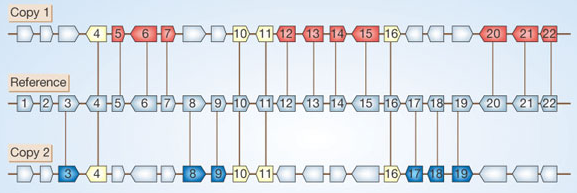 Copy 1
4 5 6 7 10 11 12 13 14 15 16 20 21 22
Reference
1 2 3 4 5 6 7 8 9 10 11 12 13 14 15 16 17 18 19 20 21 22
Copy 2
3 4 8 9 10 11 16 17 18 19